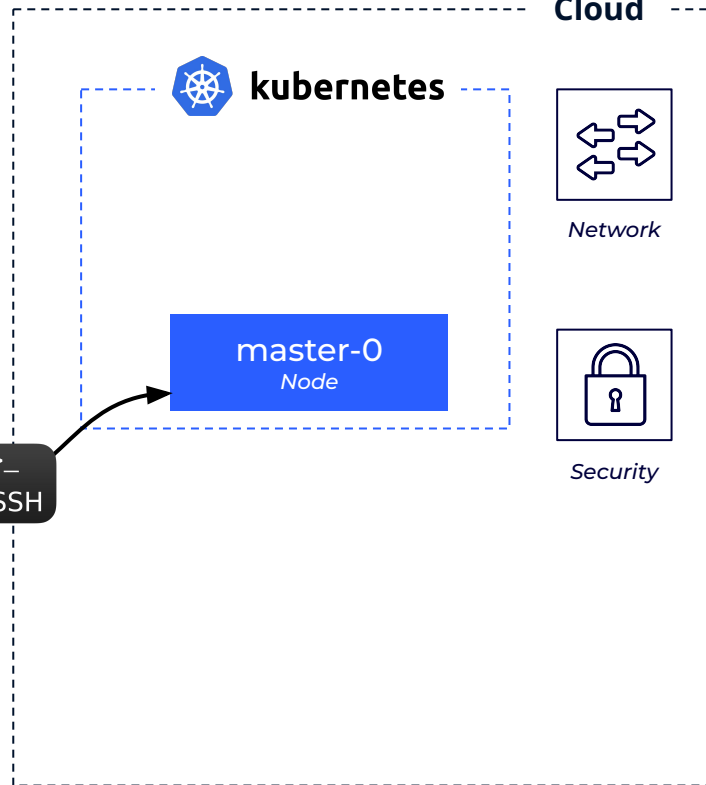 Cloud
kubernetes
Network
master-0
Node
Security
>_
SSH